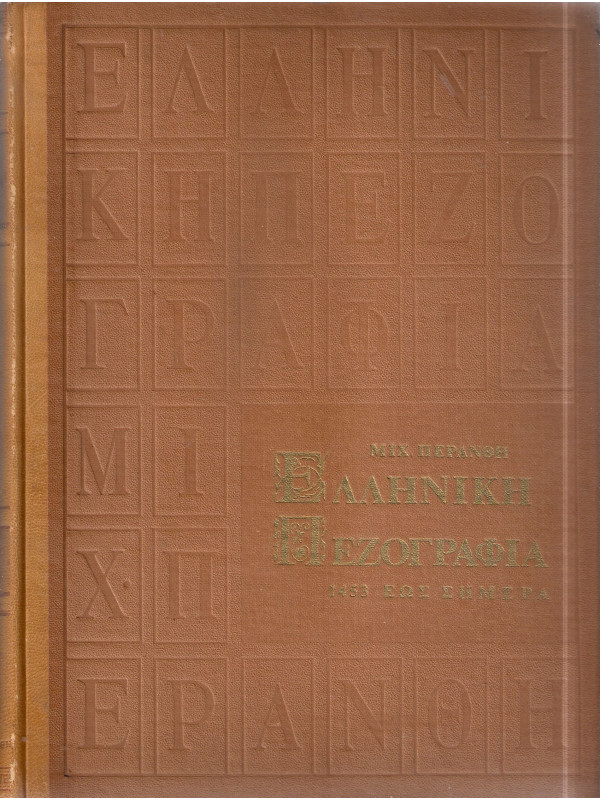 ΕΛΛΗΝΙ
ΚΗΠΕΖΟ
ΓΡΑΦΙΑ
ΜΙ
Χ·Π
ΕΡΑΝΘΗ
ΜΙΧ. ΠΕΡΑΝΘΗ
ΕΛΛΗΝΙΚΗ
ΠΕΖΟΓΡΑΦΙΑ
1453 ΕΩΣ ΣΗΜΕΡΑ